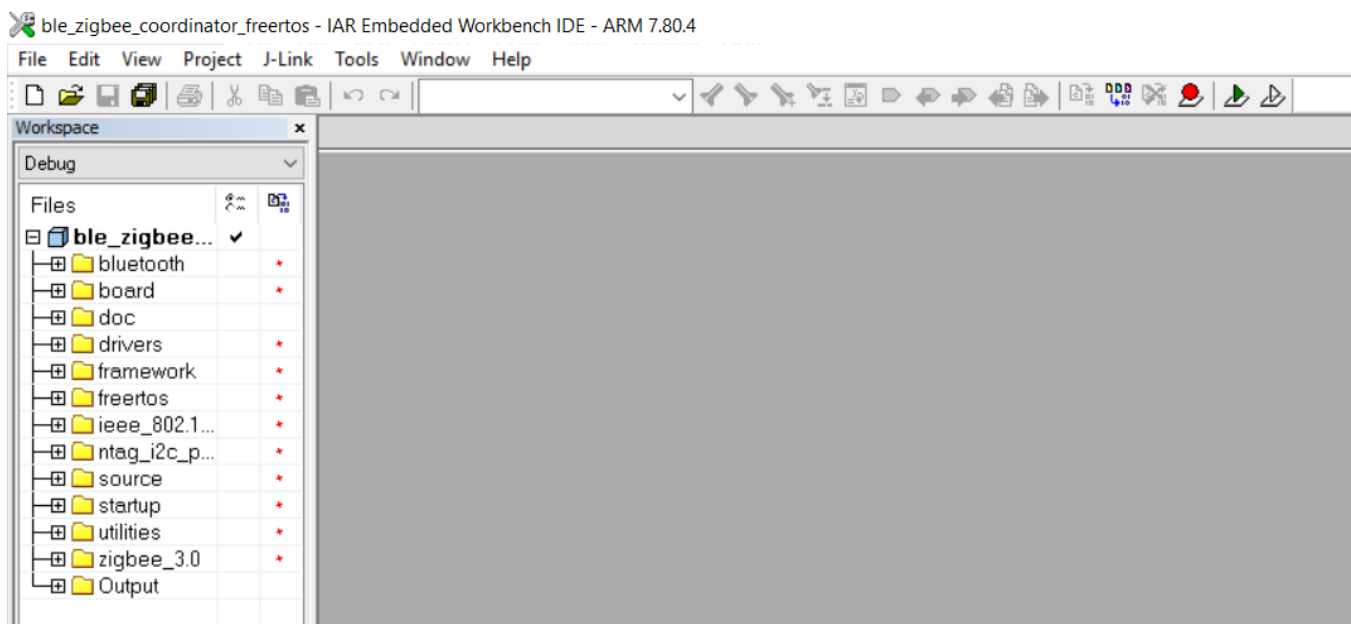 ble_zigbee_coordinator_freertos - IAR Embedded Workbench IDE - ARM 7.80.4
File Edit View Project J-Link Tools Window Help
Workspace
Debug
Files
ble_zigbee...
bluetooth
board
doc
drivers
framework
freertos
ieee_802.1...
ntag_i2c_p...
source
startup
utilities
zigbee_3.0
Output